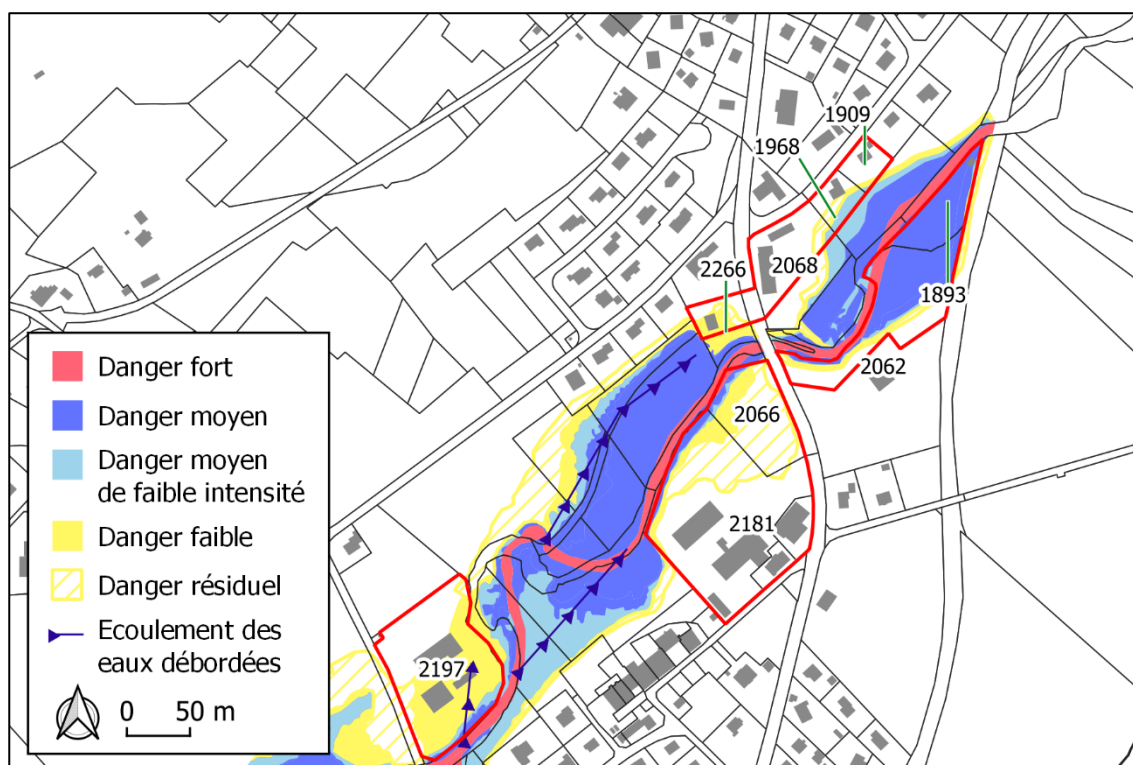 1909
1968
2266
2068
1893
2062
2066
2181
2197
Danger fort
Danger moyen
Danger moyen
de faible intensité
Danger faible
Danger résiduel
Ecoulement des
eaux débordées
0 50 m